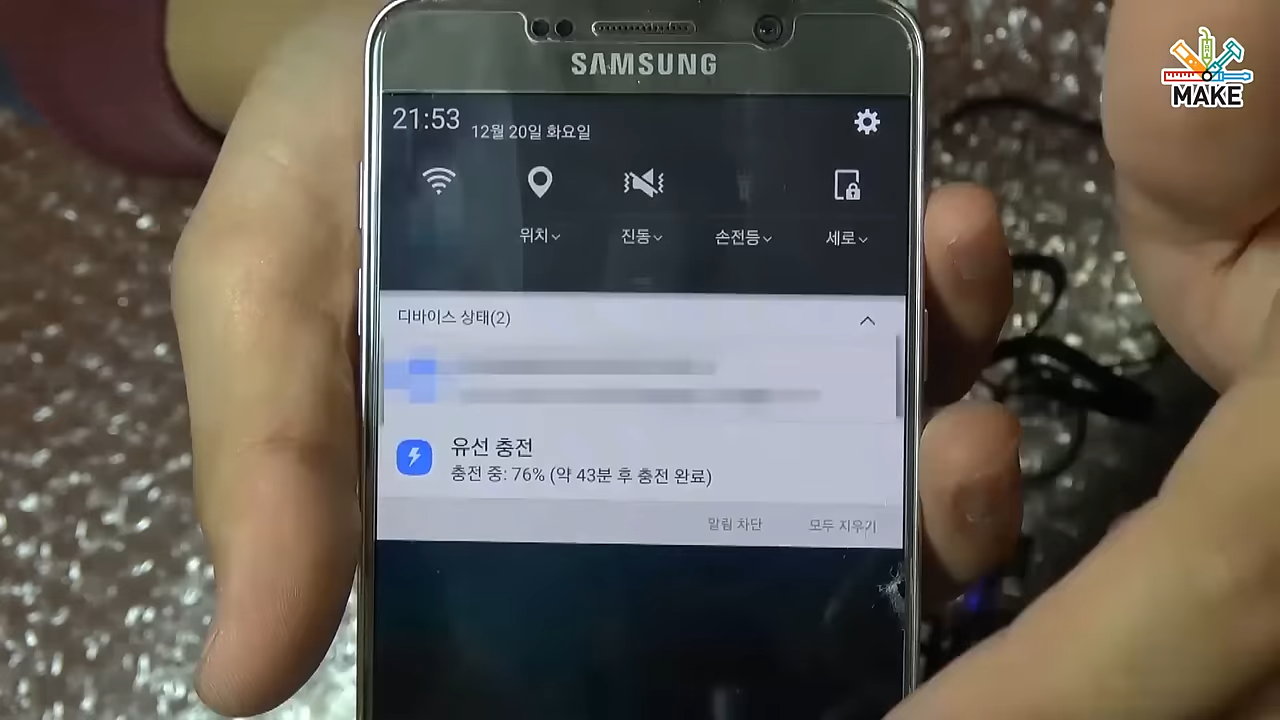 MAKE
SAMSUNG
21:53 12월 20일 화요일
위치 진동 손전등 세로
디바이스 상태(2)
유선 충전
충전 중: 76% (약 43분 후 충전 완료)
알림 차단 모두 지우기